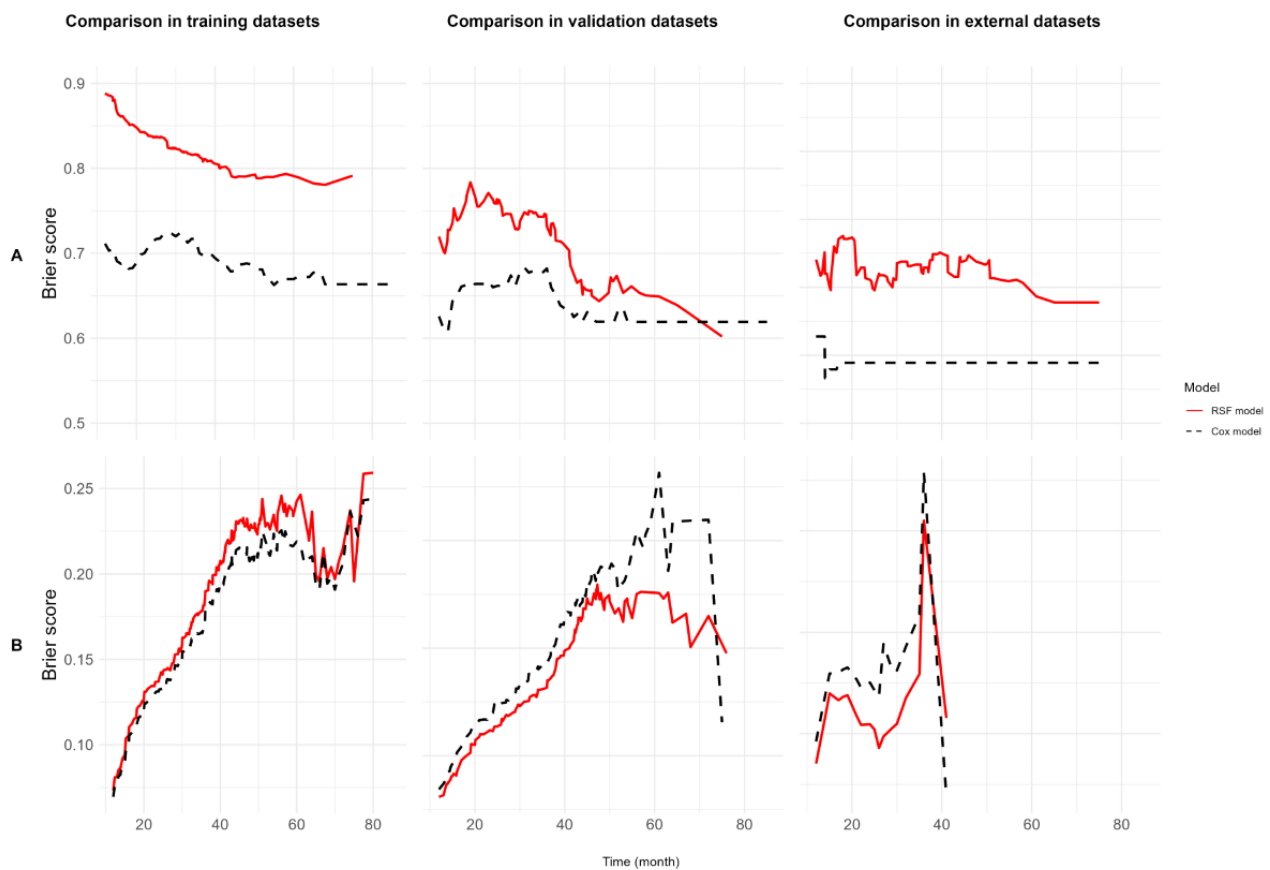 Comparison in training datasets
Comparison in validation datasets
Comparison in external datasets
A
Brier score
0.9
0.8
0.7
0.6
0.5
Model
RSF model
Cox model
B
Brier score
0.25
0.20
0.15
0.10
20
40
60
80
20
40
60
80
20
40
60
80
Time (month)